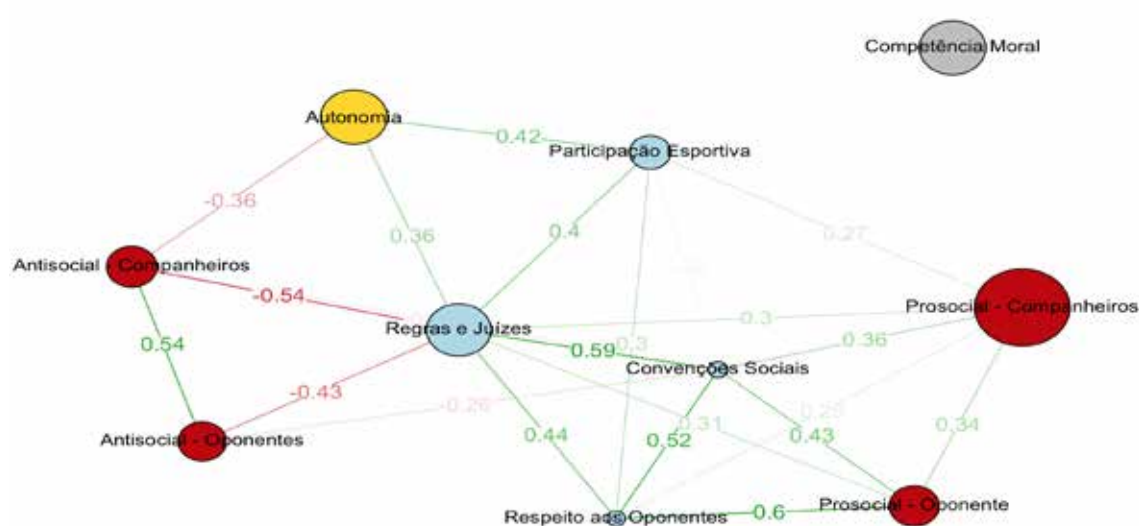 Competência Moral
Autonomia
0.42
Participação Esportiva
-0.36
0.36
0.4
0.27
Antisocial - Companheiros
-0.54
Prosocial - Companheiros
Regras e Juízes
0.3
0.54
0.59
0.3
0.36
Convenções Sociais
-0.43
-0.26
0.31
0.34
Antisocial - Oponentes
0.44
0.52
0.43
Respeito aos Oponentes
0.6
Prosocial - Oponente